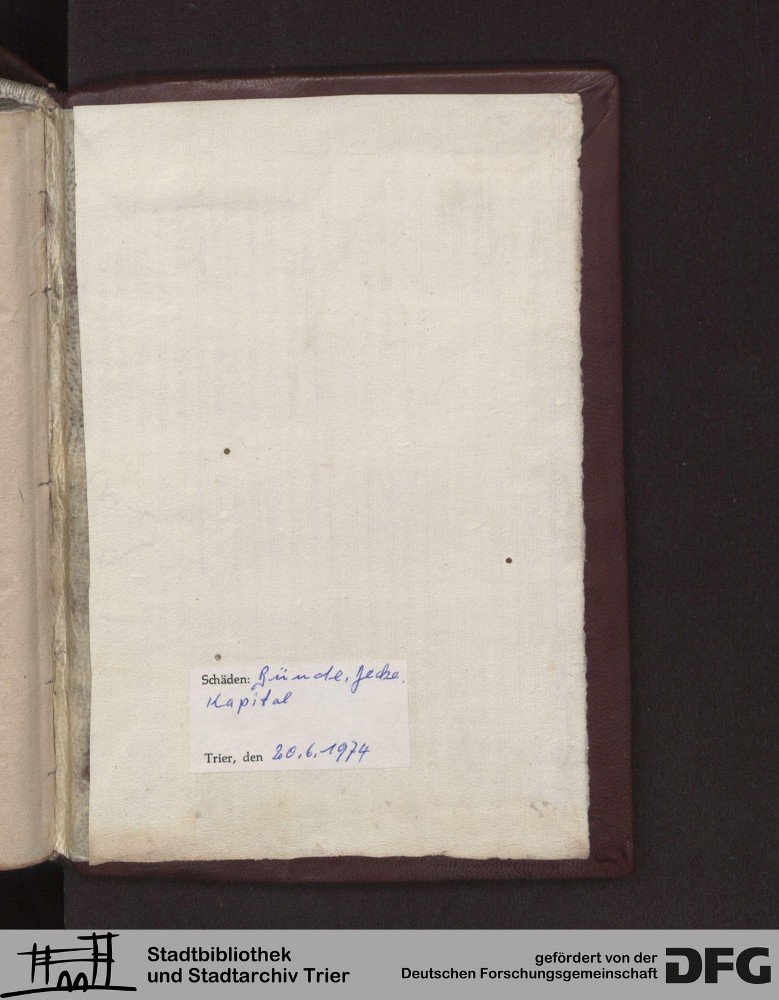 Schäden: Bünde, Decke,
Kapital
Trier, den 20.6.1974
Stadtbibliothek
und Stadtarchiv Trier
gefördert von der
Deutschen Forschungsgemeinschaft
DFG